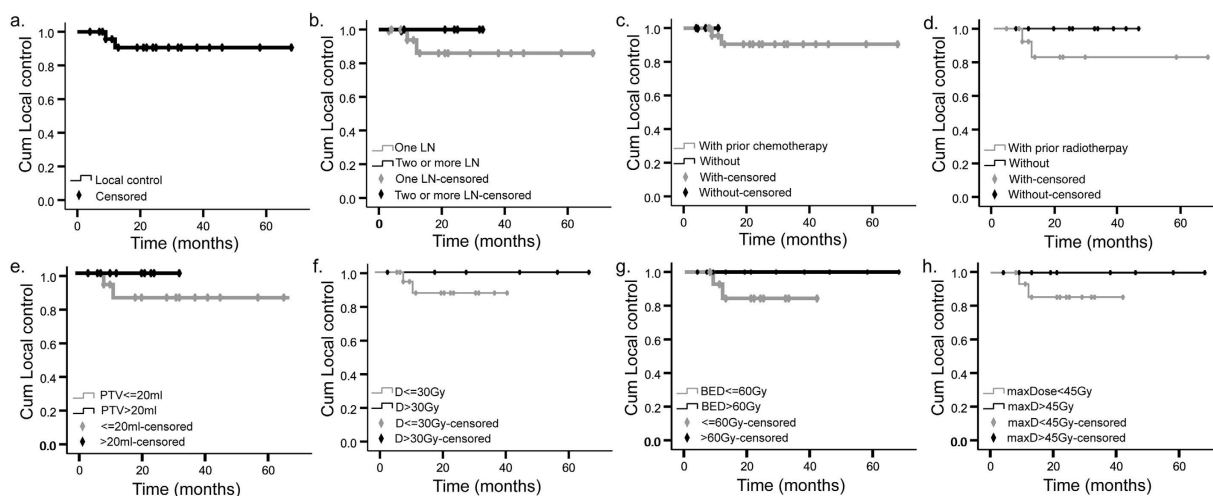 a.
Cum Local control
1.0
0.8
0.6
0.4
0.2
0.0
Local control
Censored
0 20 40 60
Time (months)
b.
Cum Local control
1.0
0.8
0.6
0.4
0.2
0.0
One LN
Two or more LN
One LN-censored
Two or more LN-censored
0 20 40 60
Time (months)
c.
Cum Local control
1.0
0.8
0.6
0.4
0.2
0.0
With prior chemotherapy
Without
With-censored
Without-censored
0 20 40 60
Time (months)
d.
Cum Local control
1.0
0.8
0.6
0.4
0.2
0.0
With prior radiotherpay
Without
With-censored
Without-censored
0 20 40 60
Time (months)
e.
Cum Local control
1.0
0.8
0.6
0.4
0.2
0.0
PTV<=20ml
PTV>20ml
<=20ml-censored
>20ml-censored
0 20 40 60
Time (months)
f.
Cum Local control
1.0
0.8
0.6
0.4
0.2
0.0
D<=30Gy
D>30Gy
D<=30Gy-censored
D>30Gy-censored
0 20 40 60
Time (months)
g.
Cum Local control
1.0
0.8
0.6
0.4
0.2
0.0
BED<=60Gy
BED>60Gy
<=60Gy-censored
>60Gy-censored
0 20 40 60
Time (months)
h.
Cum Local control
1.0
0.8
0.6
0.4
0.2
0.0
maxDose<45Gy
maxD>45Gy
maxD<45Gy-censored
maxD>45Gy-censored
0 20 40 60
Time (months)